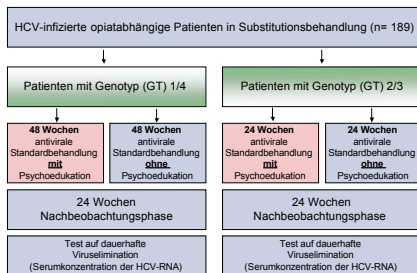 HCV-infizierte opiatabhängige Patienten in Substitutionsbehandlung (n= 189)
Patienten mit Genotyp (GT) 1/4
Patienten mit Genotyp (GT) 2/3
48 Wochen
antivirale
Standardbehandlung
mit
Psychoedukation
48 Wochen
antivirale
Standardbehandlung
ohne
Psychoedukation
24 Wochen
antivirale
Standardbehandlung
mit
Psychoedukation
24 Wochen
antivirale
Standardbehandlung
ohne
Psychoedukation
24 Wochen
Nachbeobachtungsphase
24 Wochen
Nachbeobachtungsphase
Test auf dauerhafte
Viruselimination
(Serumkonzentration der HCV-RNA)
Test auf dauerhafte
Viruselimination
(Serumkonzentration der HCV-RNA)